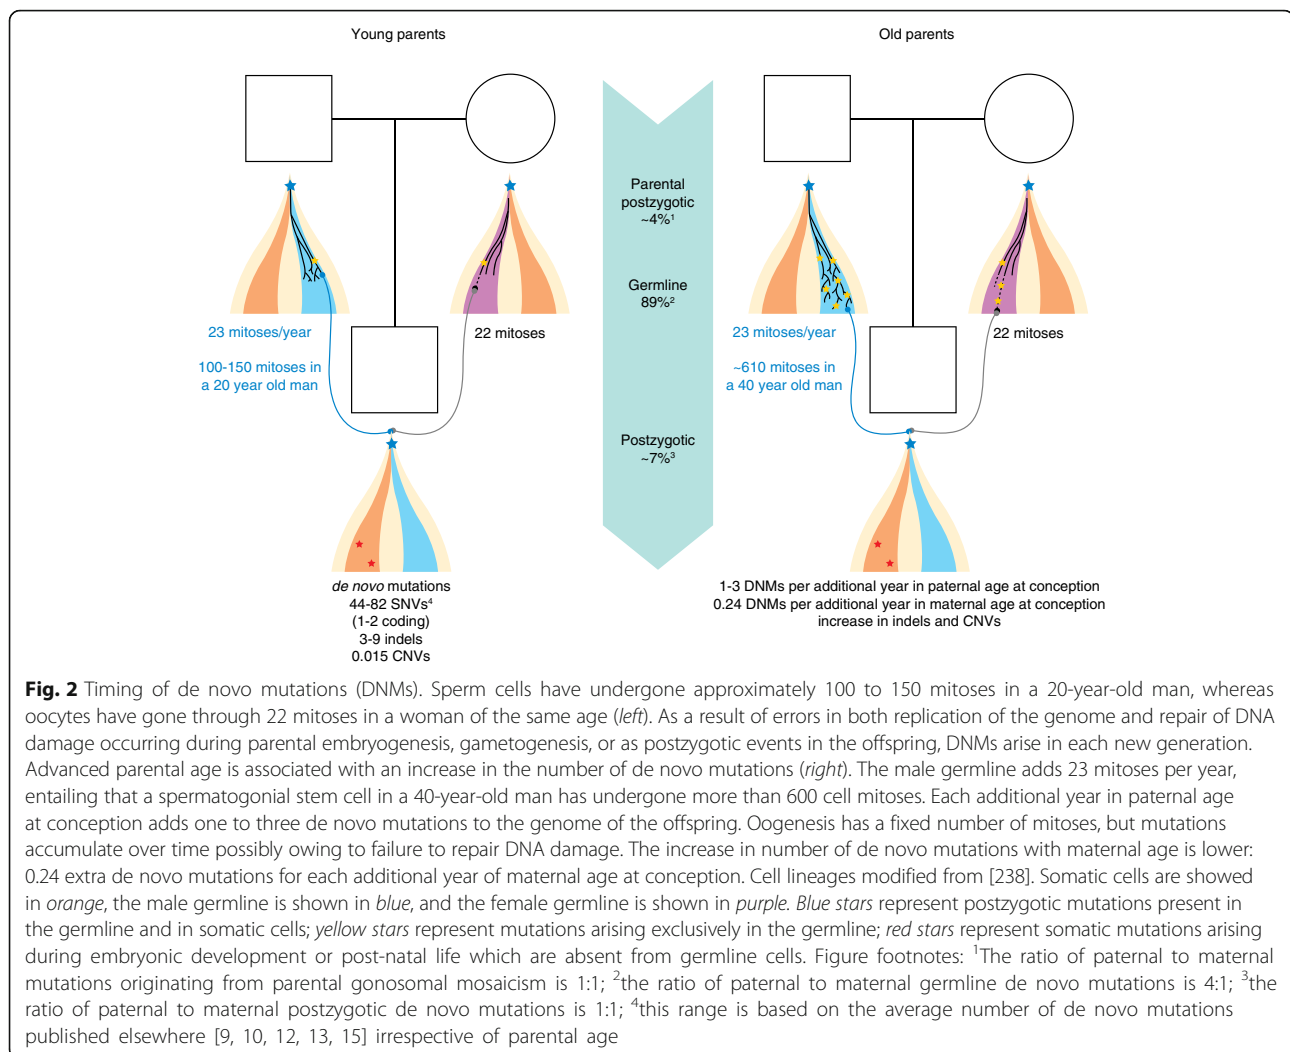 Young parents
Old parents
Parental
postzygotic
~4%¹
Germline
89%²
23 mitoses/year
22 mitoses
23 mitoses/year
22 mitoses
100-150 mitoses in
a 20 year old man
~610 mitoses in
a 40 year old man
Postzygotic
~7%³
de novo mutations
44-82 SNVs⁴
(1-2 coding)
3-9 indels
0.015 CNVs
1-3 DNMs per additional year in paternal age at conception
0.24 DNMs per additional year in maternal age at conception
increase in indels and CNVs
Fig. 2 Timing of de novo mutations (DNMs). Sperm cells have undergone approximately 100 to 150 mitoses in a 20-year-old man, whereas
oocytes have gone through 22 mitoses in a woman of the same age (left). As a result of errors in both replication of the genome and repair of DNA
damage occurring during parental embryogenesis, gametogenesis, or as postzygotic events in the offspring, DNMs arise in each new generation.
Advanced parental age is associated with an increase in the number of de novo mutations (right). The male germline adds 23 mitoses per year,
entailing that a spermatogonial stem cell in a 40-year-old man has undergone more than 600 cell mitoses. Each additional year in paternal age
at conception adds one to three de novo mutations to the genome of the offspring. Oogenesis has a fixed number of mitoses, but mutations
accumulate over time possibly owing to failure to repair DNA damage. The increase in number of de novo mutations with maternal age is lower:
0.24 extra de novo mutations for each additional year of maternal age at conception. Cell lineages modified from [238]. Somatic cells are showed
in orange, the male germline is shown in blue, and the female germline is shown in purple. Blue stars represent postzygotic mutations present in
the germline and in somatic cells; yellow stars represent mutations arising exclusively in the germline; red stars represent somatic mutations arising
during embryonic development or post-natal life which are absent from germline cells. Figure footnotes: ¹The ratio of paternal to maternal
mutations originating from parental gonosomal mosaicism is 1:1; ²the ratio of paternal to maternal germline de novo mutations is 4:1; ³the
ratio of paternal to maternal postzygotic de novo mutations is 1:1; ⁴this range is based on the average number of de novo mutations
published elsewhere [9, 10, 12, 13, 15] irrespective of parental age